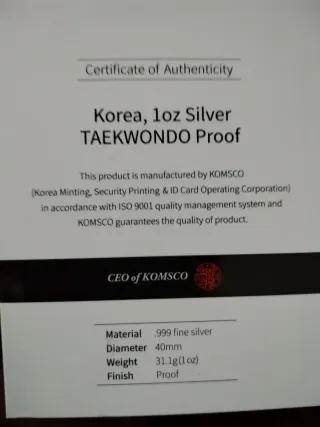 Certificate of Authenticity
Korea, 1oz Silver
TAEKWONDO Proof
This product is manufactured by KOMSCO
(Korea Minting, Security Printing & ID Card Operating Corporation)
in accordance with ISO 9001 quality management system and
KOMSCO guarantees the quality of product.
CEO of KOMSCO
Material .999 fine silver
Diameter 40mm
Weight 31.1g(1oz)
Finish Proof